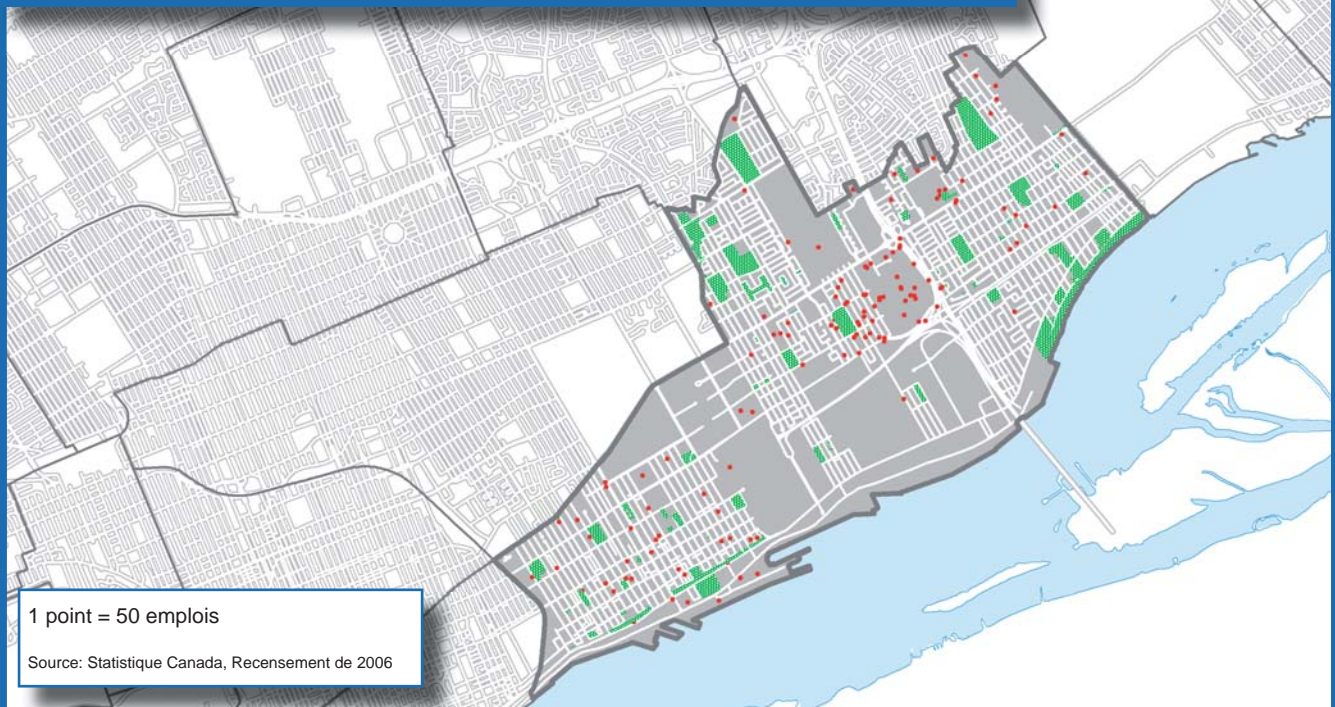 1 point = 50 emplois
Source: Statistique Canada, Recensement de 2006